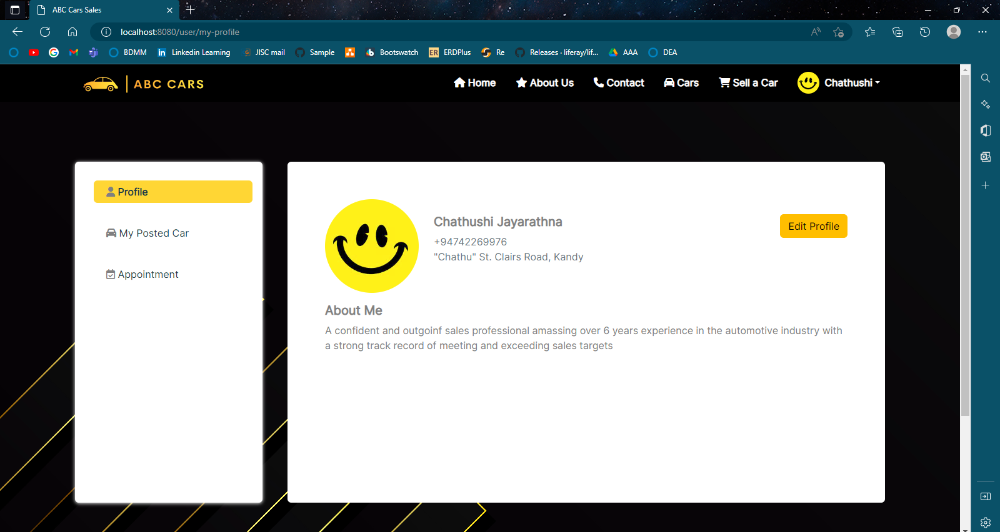 ABC Cars Sales
localhost:8080/user/my-profile
BDMM
Linkedin Learning
JISC mail
Sample
Bootswatch
ER ERDPlus
Re
Releases · liferay/lif...
AAA
DEA
ABC CARS
Home
About Us
Contact
Cars
Sell a Car
Chathushi
Profile
My Posted Car
Appointment
Chathushi Jayarathna
+94742269976
"Chathu" St. Clairs Road, Kandy
Edit Profile
About Me
A confident and outgoinf sales professional amassing over 6 years experience in the automotive industry with
a strong track record of meeting and exceeding sales targets